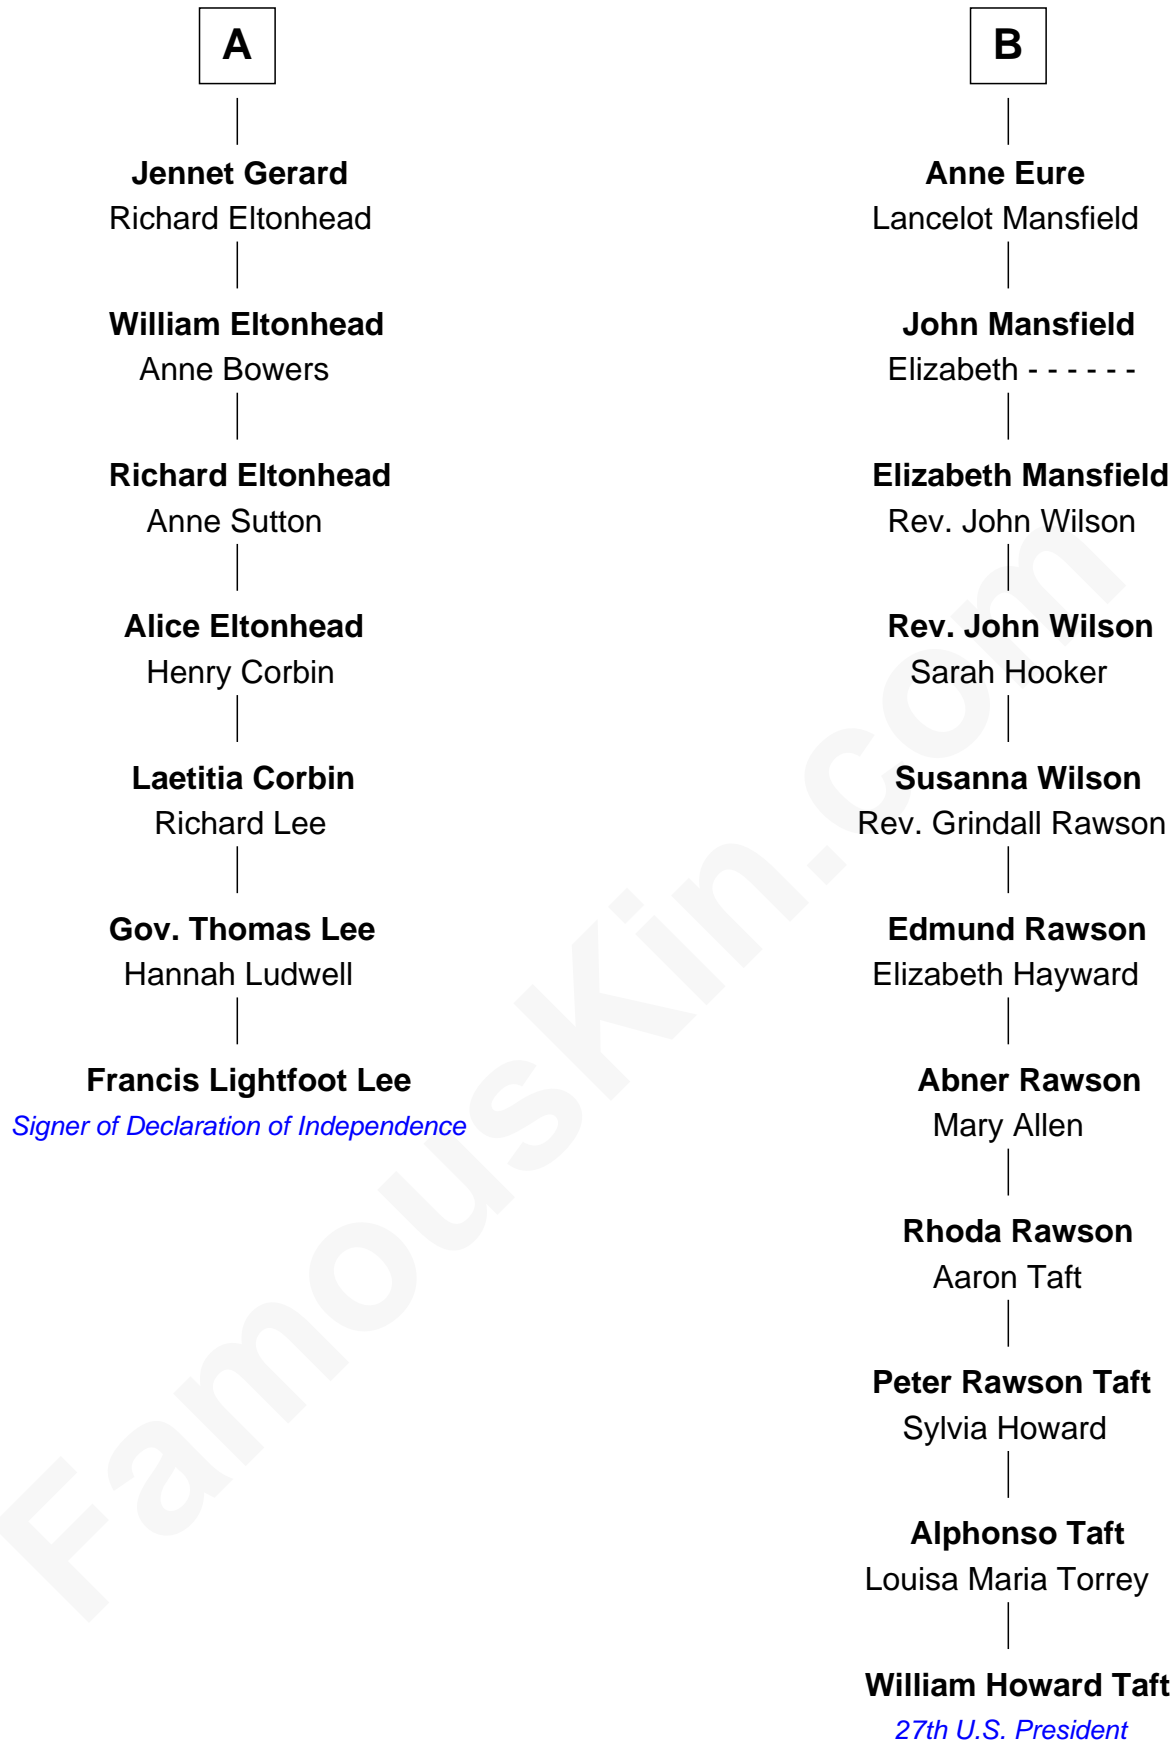 A
Jennet Gerard
Richard Eltonhead
William Eltonhead
Anne Bowers
Richard Eltonhead
Anne Sutton
Alice Eltonhead
Henry Corbin
Laetitia Corbin
Richard Lee
Gov. Thomas Lee
Hannah Ludwell
Francis Lightfoot Lee
Signer of Declaration of Independence
B
Anne Eure
Lancelot Mansfield
John Mansfield
Elizabeth - - - - - -
Elizabeth Mansfield
Rev. John Wilson
Rev. John Wilson
Sarah Hooker
Susanna Wilson
Rev. Grindall Rawson
Edmund Rawson
Elizabeth Hayward
Abner Rawson
Mary Allen
Rhoda Rawson
Aaron Taft
Peter Rawson Taft
Sylvia Howard
Alphonso Taft
Louisa Maria Torrey
William Howard Taft
27th U.S. President
FamousKin.com